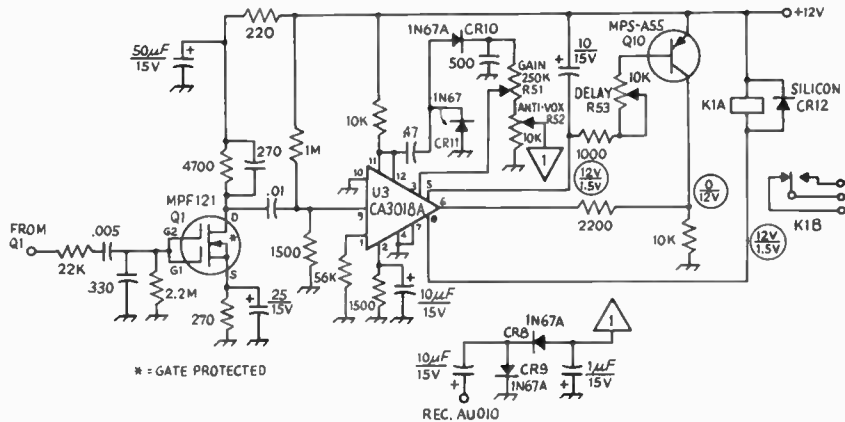 220
+12V
MPS-A55
Q10
1N67A
CR10
50µF
15V
500
GAIN
250K
R51
10
15V
10K
DELAY
R53
K1A
SILICON
CR12
10K
1N67
CR11
ANTI-VOX
R52
10K
1
4700
270
1M
.47
1000
12V
1.5V
0
12V
11
12
10
3
5
U3
CA3018A
6
9
8
1
2
4
7
MPF121
Q1
D
.01
G2
*
G1
S
FROM
Q1
.005
22K
330
2.2M
270
25
15V
1500
56K
1500
10µF
15V
2200
10K
12V
1.5V
K1B
* = GATE PROTECTED
1
1N67A
CR8
10µF
15V
CR9
1N67A
1µF
15V
REC. AUDIO